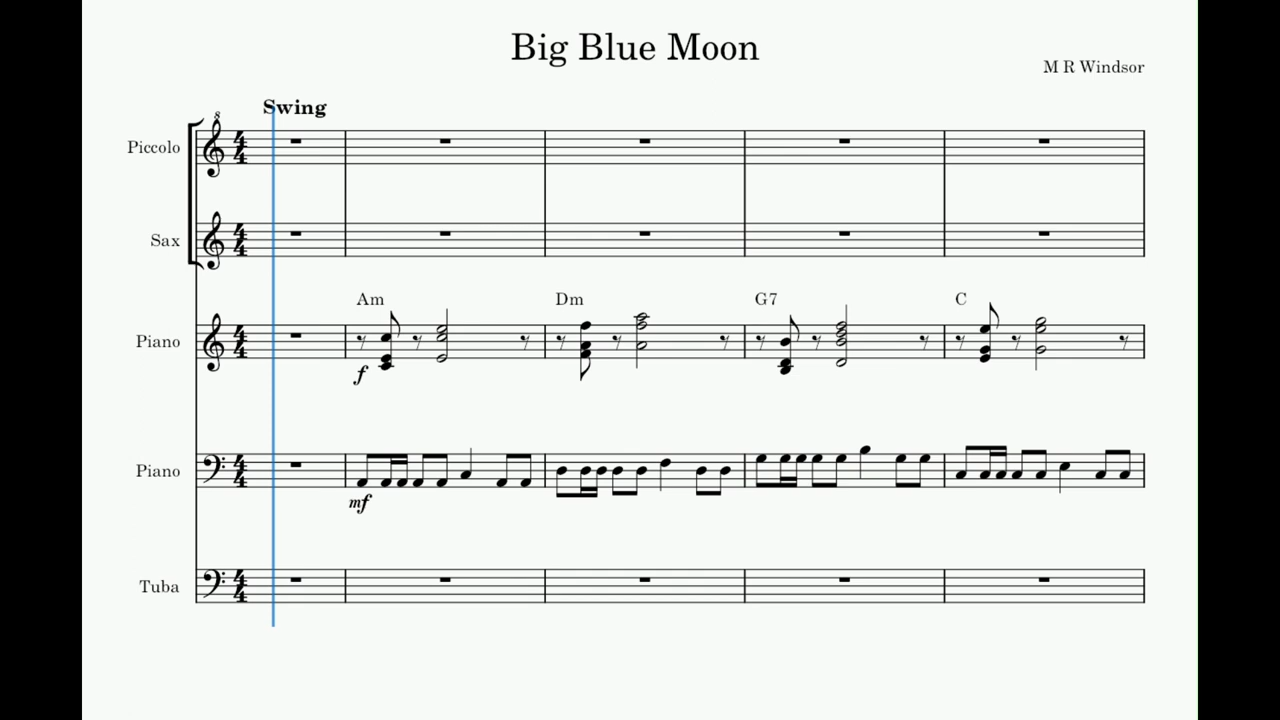 Big Blue Moon
M R Windsor
Swing
Piccolo
Sax
Am Dm G7 C
Piano
f
Piano
mf
Tuba